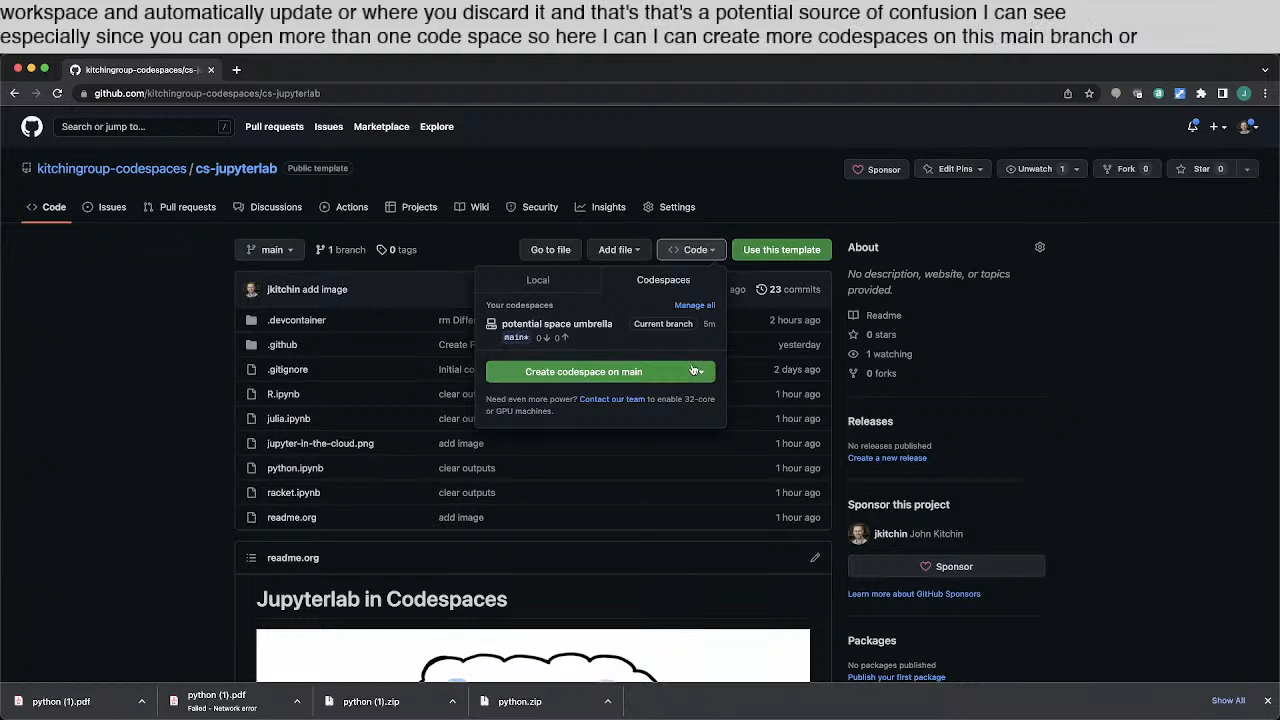 workspace and automatically update or where you discard it and that's that's a potential source of confusion I can see
especially since you can open more than one code space so here I can I can create more codespaces on this main branch or
kitchingroup-codespaces/cs-j
github.com/kitchingroup-codespaces/cs-jupyterlab
J
Search or jump to... /
Pull requests Issues Marketplace Explore
kitchingroup-codespaces / cs-jupyterlab Public template
Sponsor Edit Pins Unwatch 1 Fork 0 Star 0
Code Issues Pull requests Discussions Actions Projects Wiki Security Insights Settings
main 1 branch 0 tags Go to file Add file Code Use this template
Local Codespaces
Your codespaces Manage all
potential space umbrella Current branch 5m
main* 0↓ 0↑
Create codespace on main
Need even more power? Contact our team to enable 32-core
or GPU machines.
jkitchin add image ago 23 commits
.devcontainer rm Diffe 2 hours ago
.github Create F yesterday
.gitignore Initial co 2 days ago
R.ipynb clear ou 1 hour ago
julia.ipynb clear ou 1 hour ago
jupyter-in-the-cloud.png add image 1 hour ago
python.ipynb clear outputs 1 hour ago
racket.ipynb clear outputs 1 hour ago
readme.org add image 1 hour ago
readme.org
Jupyterlab in Codespaces
About
No description, website, or topics
provided.
Readme
0 stars
1 watching
0 forks
Releases
No releases published
Create a new release
Sponsor this project
jkitchin John Kitchin
Sponsor
Learn more about GitHub Sponsors
Packages
No packages published
Publish your first package
python (1).pdf
python (1).pdf
Failed - Network error
python (1).zip
python.zip
Show All